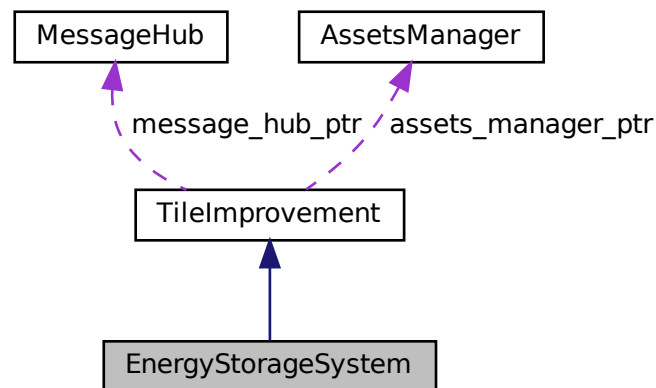 MessageHub
AssetsManager
message_hub_ptr
assets_manager_ptr
TileImprovement
EnergyStorageSystem